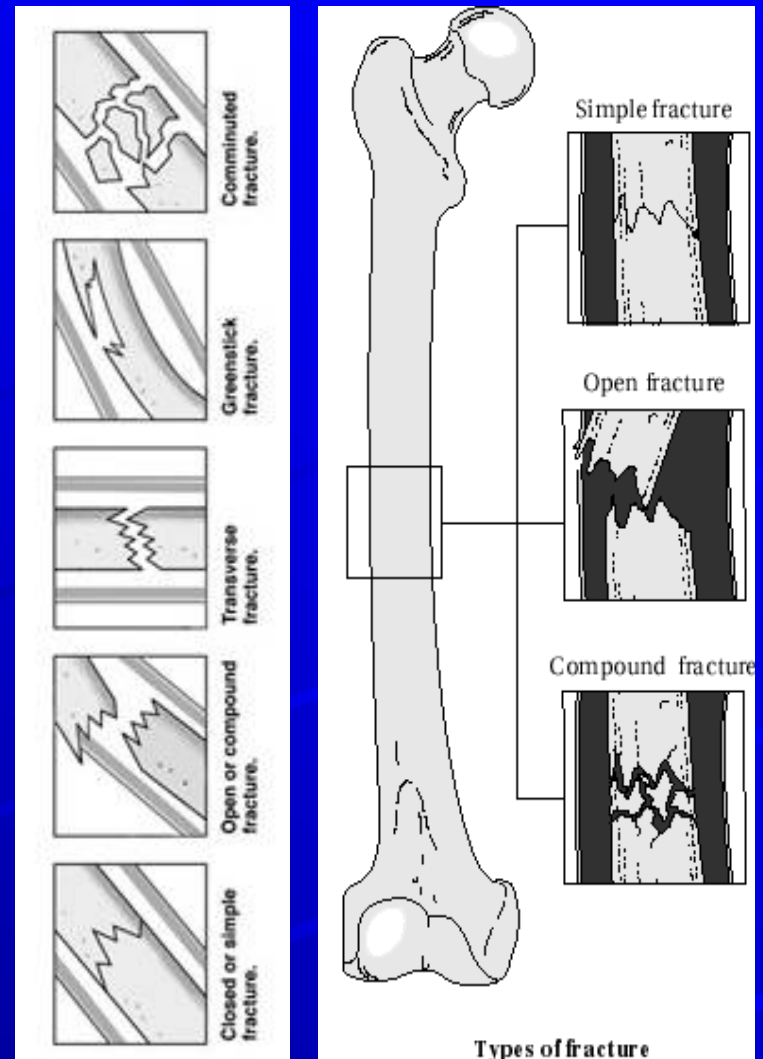 Comminuted
fracture.
Greenstick
fracture.
Transverse
fracture.
Open or compound
fracture.
Closed or simple
fracture.
Simple fracture
Open fracture
Compound fracture
Types of fracture